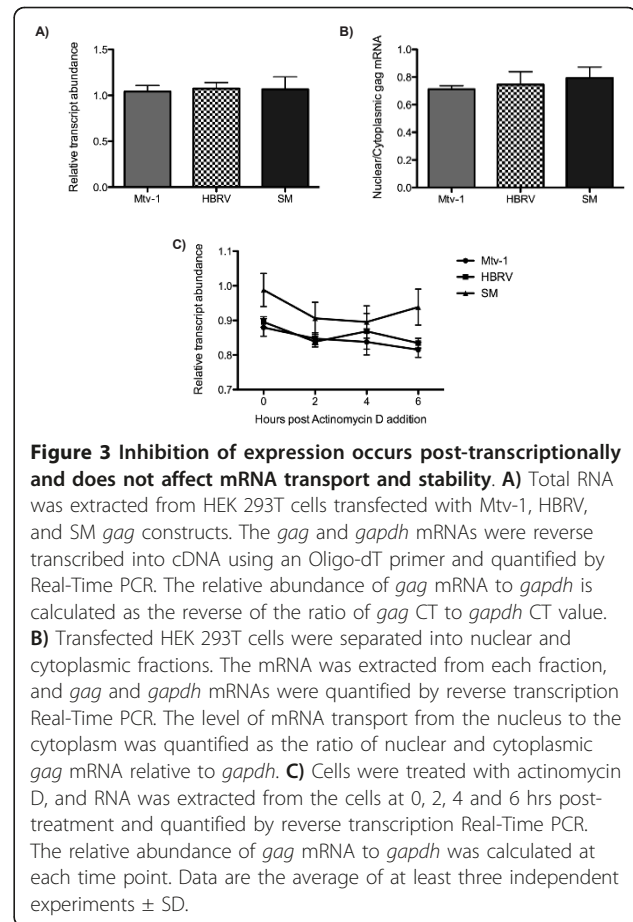 A)
Relative transcript abundance
1.5
1.0
0.5
0.0
Mtv-1 HBRV SM
B)
Nuclear/Cytoplasmic gag mRNA
1.0
0.8
0.6
0.4
0.2
0.0
Mtv-1 HBRV SM
C)
Relative transcript abundance
1.1
1.0
0.9
0.8
0.7
0 2 4 6
Hours post Actinomycin D addition
Mtv-1
HBRV
SM
Figure 3 Inhibition of expression occurs post-transcriptionally
and does not affect mRNA transport and stability. A) Total RNA
was extracted from HEK 293T cells transfected with Mtv-1, HBRV,
and SM gag constructs. The gag and gapdh mRNAs were reverse
transcribed into cDNA using an Oligo-dT primer and quantified by
Real-Time PCR. The relative abundance of gag mRNA to gapdh is
calculated as the reverse of the ratio of gag CT to gapdh CT value.
B) Transfected HEK 293T cells were separated into nuclear and
cytoplasmic fractions. The mRNA was extracted from each fraction,
and gag and gapdh mRNAs were quantified by reverse transcription
Real-Time PCR. The level of mRNA transport from the nucleus to the
cytoplasm was quantified as the ratio of nuclear and cytoplasmic
gag mRNA relative to gapdh. C) Cells were treated with actinomycin
D, and RNA was extracted from the cells at 0, 2, 4 and 6 hrs post-
treatment and quantified by reverse transcription Real-Time PCR.
The relative abundance of gag mRNA to gapdh was calculated at
each time point. Data are the average of at least three independent
experiments ± SD.